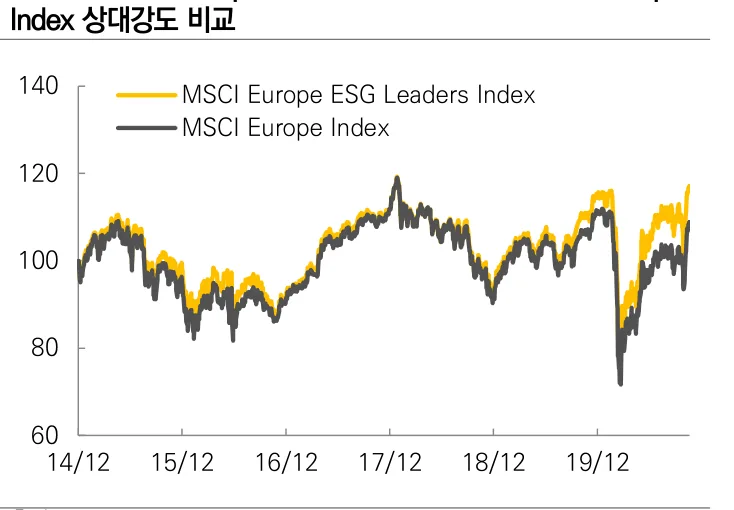 Index 상대강도 비교
140
MSCI Europe ESG Leaders Index
MSCI Europe Index
120
100
80
60
14/12 15/12 16/12 17/12 18/12 19/12